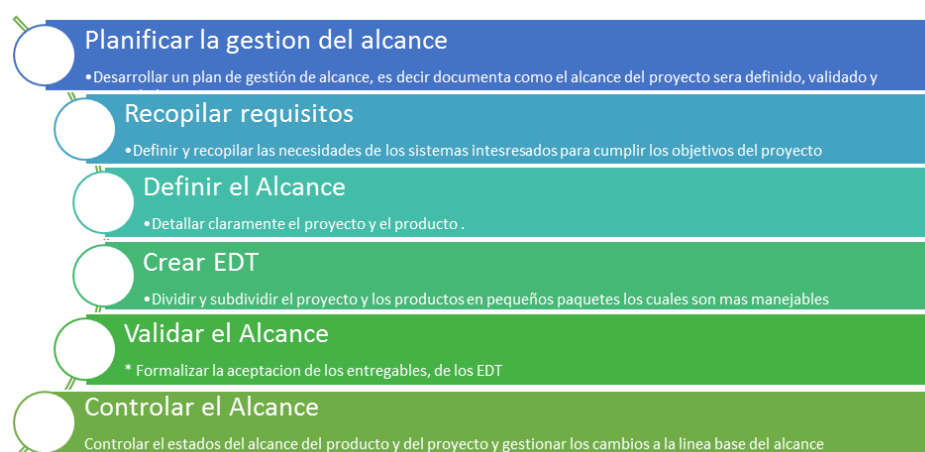 Planificar la gestion del alcance
•Desarrollar un plan de gestión de alcance, es decir documenta como el alcance del proyecto sera definido, validado y
Recopilar requisitos
•Definir y recopilar las necesidades de los sistemas intesresados para cumplir los objetivos del proyecto
Definir el Alcance
•Detallar claramente el proyecto y el producto .
Crear EDT
•Dividir y subdividir el proyecto y los productos en pequeños paquetes los cuales son mas manejables
Validar el Alcance
* Formalizar la aceptacion de los entregables, de los EDT
Controlar el Alcance
Controlar el estados del alcance del producto y del proyecto y gestionar los cambios a la linea base del alcance